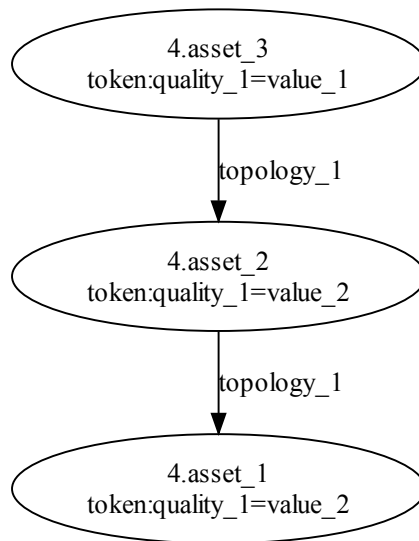 4.asset_3
token:quality_1=value_1
topology_1
4.asset_2
token:quality_1=value_2
topology_1
4.asset_1
token:quality_1=value_2